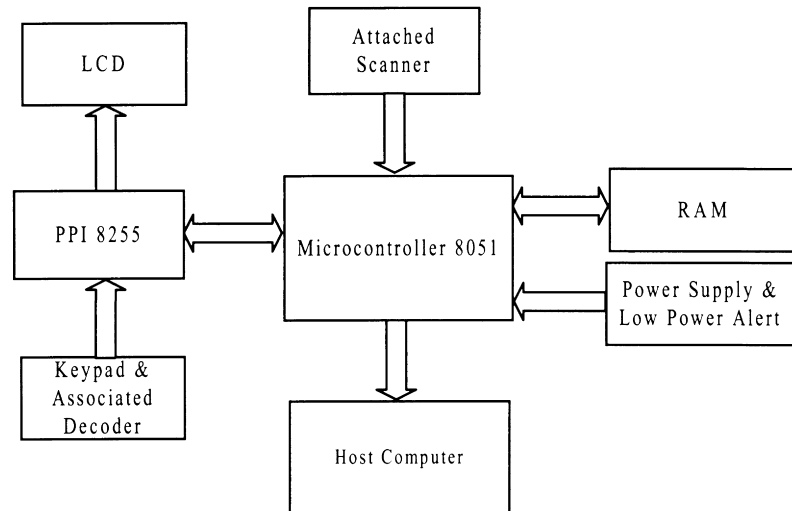 LCD
Attached
Scanner
PPI 8255
Microcontroller 8051
RAM
Power Supply &
Low Power Alert
Keypad &
Associated
Decoder
Host Computer